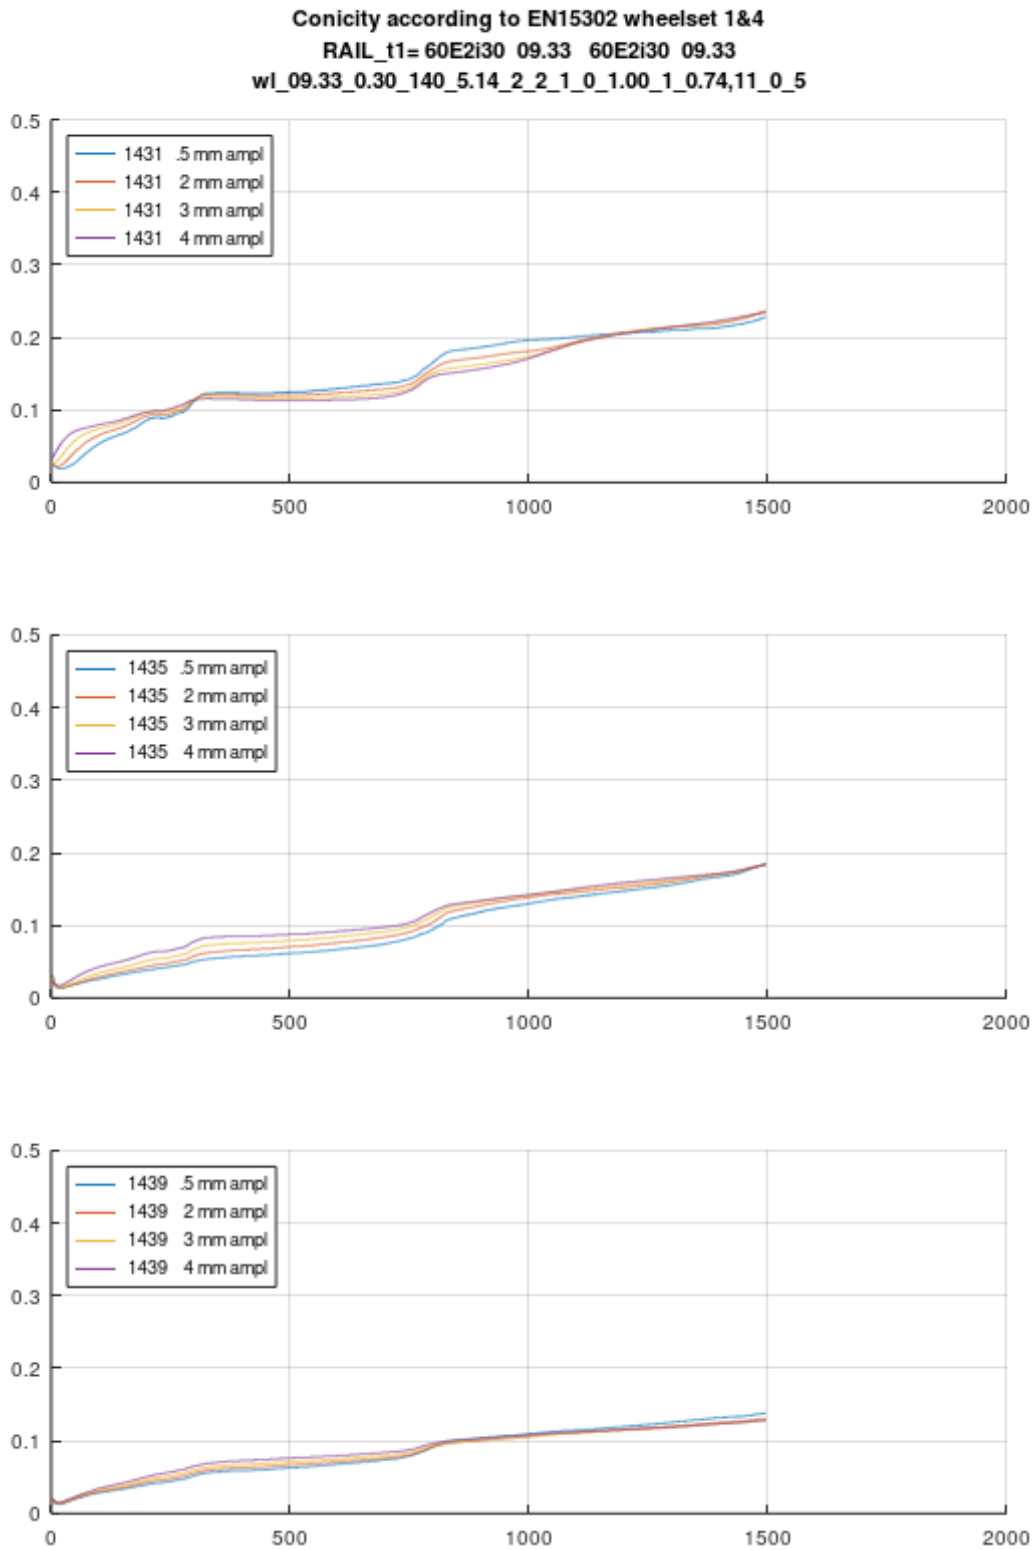 Conicity according to EN15302 wheelset 1&4
RAIL_t1= 60E2i30 09.33 60E2i30 09.33
wl_09.33_0.30_140_5.14_2_2_1_0_1.00_1_0.74,11_0_5
0.5
1431 .5 mm ampl
1431 2 mm ampl
0.4
1431 3 mm ampl
1431 4 mm ampl
0.3
0.2
0.1
0
0 500 1000 1500 2000
0.5
1435 .5 mm ampl
1435 2 mm ampl
0.4
1435 3 mm ampl
1435 4 mm ampl
0.3
0.2
0.1
0
0 500 1000 1500 2000
0.5
1439 .5 mm ampl
1439 2 mm ampl
0.4
1439 3 mm ampl
1439 4 mm ampl
0.3
0.2
0.1
0
0 500 1000 1500 2000